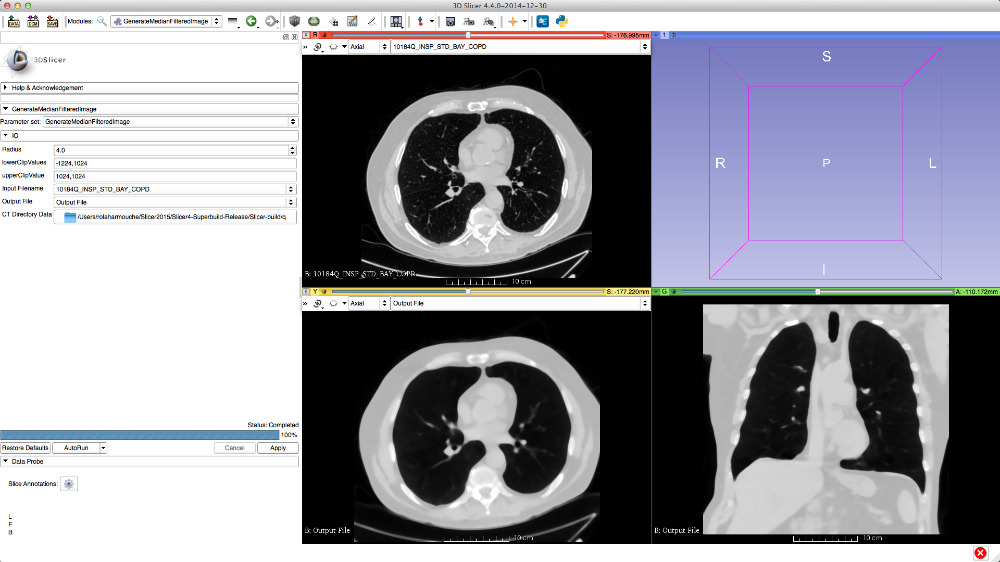 3D Slicer 4.4.0-2014-12-30
DATA
DCM
SAVE
Modules:
GenerateMedianFilteredImage
3DSlicer
Help & Acknowledgement
GenerateMedianFilteredImage
Parameter set: GenerateMedianFilteredImage
IO
Radius 4.0
lowerClipValues -1224,1024
upperClipValue 1024,1024
Input Filename 10184Q_INSP_STD_BAY_COPD
Output File Output File
CT Directory Data /Users/rolaharmouche/Slicer2015/Slicer4-Superbuild-Release/Slicer-build/q
Status: Completed
100%
Restore Defaults AutoRun Cancel Apply
Data Probe
Slice Annotations:
L
F
B
R S: -176.995mm
Axial 10184Q_INSP_STD_BAY_COPD
B: 10184Q_INSP_STD_BAY_COPD
10 cm
1
S
R P L
I
Y S: -177.220mm
Axial Output File
B: Output File
10 cm
G A: -110.172mm
B: Output File
10 cm